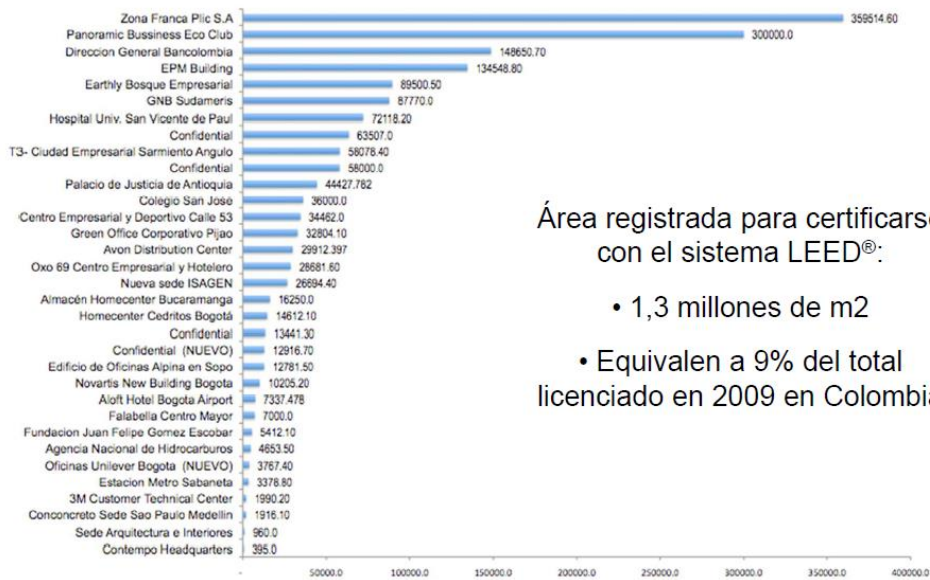 Zona Franca Plic S.A 359514.60
Panoramic Bussiness Eco Club 300000.0
Direccion General Bancolombia 148650.70
EPM Building 134548.80
Earthly Bosque Empresarial 89500.50
GNB Sudameris 87770.0
Hospital Univ. San Vicente de Paul 72118.20
Confidential 63507.0
T3- Ciudad Empresarial Sarmiento Angulo 58078.40
Confidential 58000.0
Palacio de Justicia de Antioquia 44427.782
Colegio San Jose 36000.0
Centro Empresarial y Deportivo Calle 53 34462.0
Green Office Corporativo Pijao 32804.10
Avon Distribution Center 29912.397
Oxo 69 Centro Empresarial y Hotelero 28681.60
Nueva sede ISAGEN 26694.40
Almacén Homecenter Bucaramanga 16250.0
Homecenter Cedritos Bogotá 14612.10
Confidential 13441.30
Confidential (NUEVO) 12916.70
Edificio de Oficinas Alpina en Sopo 12781.50
Novartis New Building Bogota 10205.20
Aloft Hotel Bogota Airport 7337.478
Falabella Centro Mayor 7000.0
Fundacion Juan Felipe Gomez Escobar 5412.10
Agencia Nacional de Hidrocarburos 4653.50
Oficinas Unilever Bogota (NUEVO) 3767.40
Estacion Metro Sabaneta 3378.80
3M Customer Technical Center 1990.20
Conconcreto Sede Sao Paulo Medellin 1916.10
Sede Arquitectura e Interiores 960.0
Contempo Headquarters 395.0
- 50000.0 100000.0 150000.0 200000.0 250000.0 300000.0 350000.0 400000.0
Área registrada para certificarse
con el sistema LEED®:
• 1,3 millones de m2
• Equivalen a 9% del total
licenciado en 2009 en Colombia